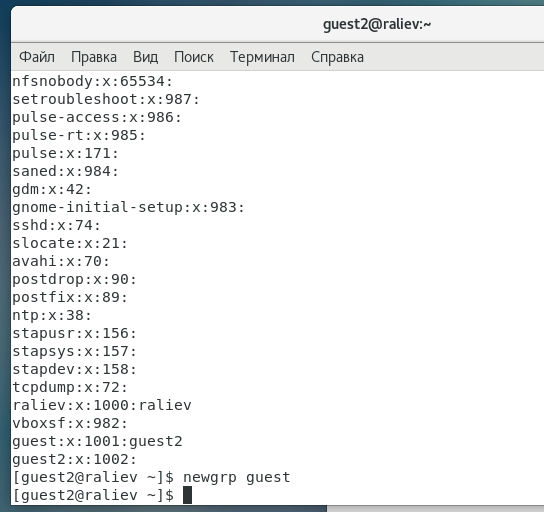 guest2@raliev:~
Файл Правка Вид Поиск Терминал Справка
nfsnobody:x:65534:
setroubleshoot:x:987:
pulse-access:x:986:
pulse-rt:x:985:
pulse:x:171:
saned:x:984:
gdm:x:42:
gnome-initial-setup:x:983:
sshd:x:74:
slocate:x:21:
avahi:x:70:
postdrop:x:90:
postfix:x:89:
ntp:x:38:
stapusr:x:156:
stapsys:x:157:
stapdev:x:158:
tcpdump:x:72:
raliev:x:1000:raliev
vboxsf:x:982:
guest:x:1001:guest2
guest2:x:1002:
[guest2@raliev ~]$ newgrp guest
[guest2@raliev ~]$